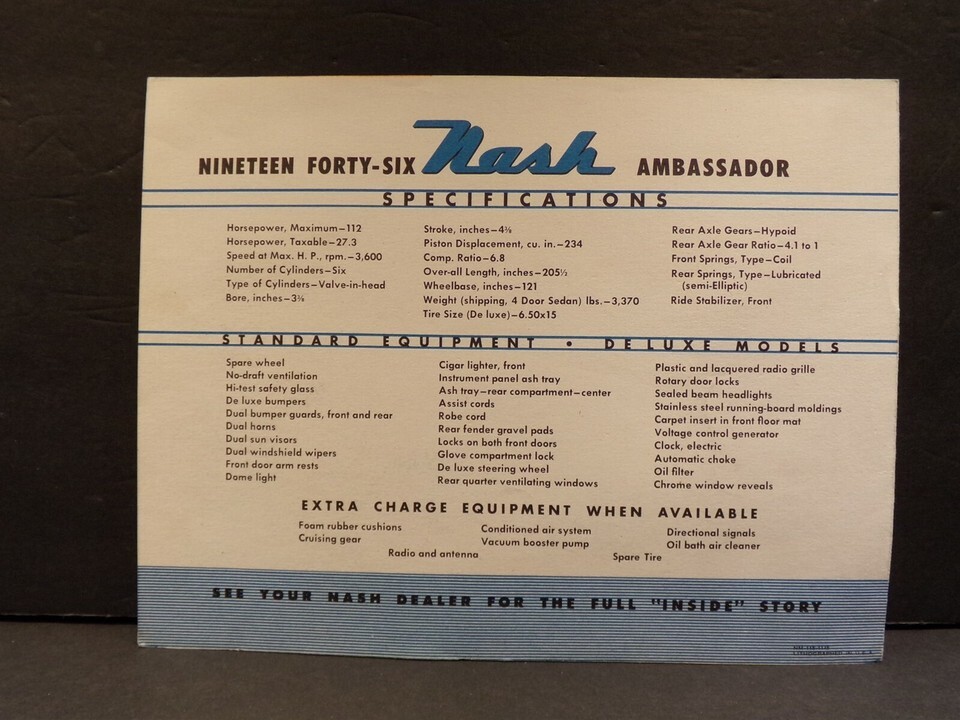 NINETEEN FORTY-SIX Nash AMBASSADOR
SPECIFICATIONS
Horsepower, Maximum—112
Horsepower, Taxable—27.3
Speed at Max. H. P., rpm.—3,600
Number of Cylinders—Six
Type of Cylinders—Valve-in-head
Bore, inches—3⅜
Stroke, inches—4⅜
Piston Displacement, cu. in.—234
Comp. Ratio—6.8
Over-all Length, inches—205½
Wheelbase, inches—121
Weight (shipping, 4 Door Sedan) lbs.—3,370
Tire Size (De luxe)—6.50x15
Rear Axle Gears—Hypoid
Rear Axle Gear Ratio—4.1 to 1
Front Springs, Type—Coil
Rear Springs, Type—Lubricated
(semi-Elliptic)
Ride Stabilizer, Front
STANDARD EQUIPMENT • DE LUXE MODELS
Spare wheel
No-draft ventilation
Hi-test safety glass
De luxe bumpers
Dual bumper guards, front and rear
Dual horns
Dual sun visors
Dual windshield wipers
Front door arm rests
Dome light
Cigar lighter, front
Instrument panel ash tray
Ash tray—rear compartment—center
Assist cords
Robe cord
Rear fender gravel pads
Locks on both front doors
Glove compartment lock
De luxe steering wheel
Rear quarter ventilating windows
Plastic and lacquered radio grille
Rotary door locks
Sealed beam headlights
Stainless steel running-board moldings
Carpet insert in front floor mat
Voltage control generator
Clock, electric
Automatic choke
Oil filter
Chrome window reveals
EXTRA CHARGE EQUIPMENT WHEN AVAILABLE
Foam rubber cushions
Cruising gear
Conditioned air system
Vacuum booster pump
Directional signals
Oil bath air cleaner
Radio and antenna
Spare Tire
SEE YOUR NASH DEALER FOR THE FULL "INSIDE" STORY